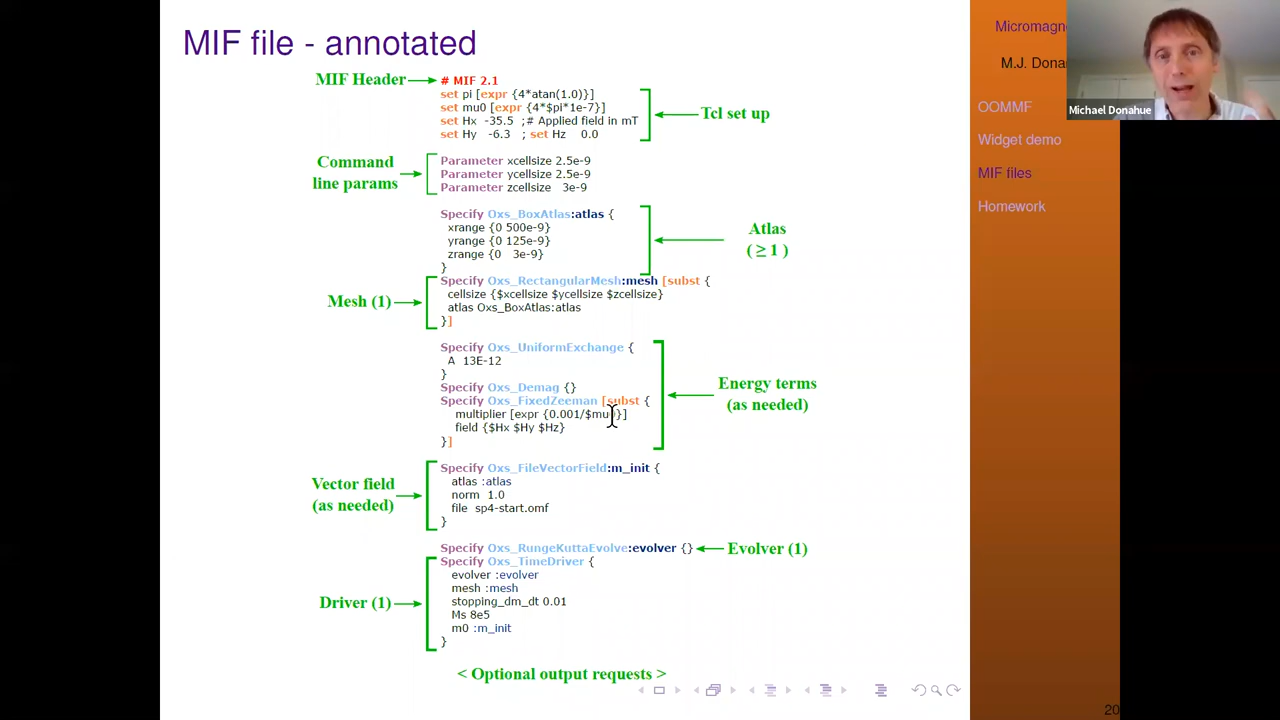 MIF file - annotated
MIF Header
# MIF 2.1
set pi [expr {4*atan(1.0)}]
set mu0 [expr {4*$pi*1e-7}]
set Hx -35.5 ;# Applied field in mT
set Hy -6.3 ; set Hz 0.0
Tcl set up
Command
line params
Parameter xcellsize 2.5e-9
Parameter ycellsize 2.5e-9
Parameter zcellsize 3e-9
Specify Oxs_BoxAtlas:atlas {
xrange {0 500e-9}
yrange {0 125e-9}
zrange {0 3e-9}
}
Atlas
( ≥ 1 )
Mesh (1)
Specify Oxs_RectangularMesh:mesh [subst {
cellsize {$xcellsize $ycellsize $zcellsize}
atlas Oxs_BoxAtlas:atlas
}]
Specify Oxs_UniformExchange {
A 13E-12
}
Specify Oxs_Demag {}
Specify Oxs_FixedZeeman [subst {
multiplier [expr {0.001/$mu0}]
field {$Hx $Hy $Hz}
}]
Energy terms
(as needed)
Vector field
(as needed)
Specify Oxs_FileVectorField:m_init {
atlas :atlas
norm 1.0
file sp4-start.omf
}
Specify Oxs_RungeKuttaEvolve:evolver {}
Evolver (1)
Driver (1)
Specify Oxs_TimeDriver {
evolver :evolver
mesh :mesh
stopping_dm_dt 0.01
Ms 8e5
m0 :m_init
}
< Optional output requests >
Micromagn
M.J. Dona
Michael Donahue
OOMMF
Widget demo
MIF files
Homework
20